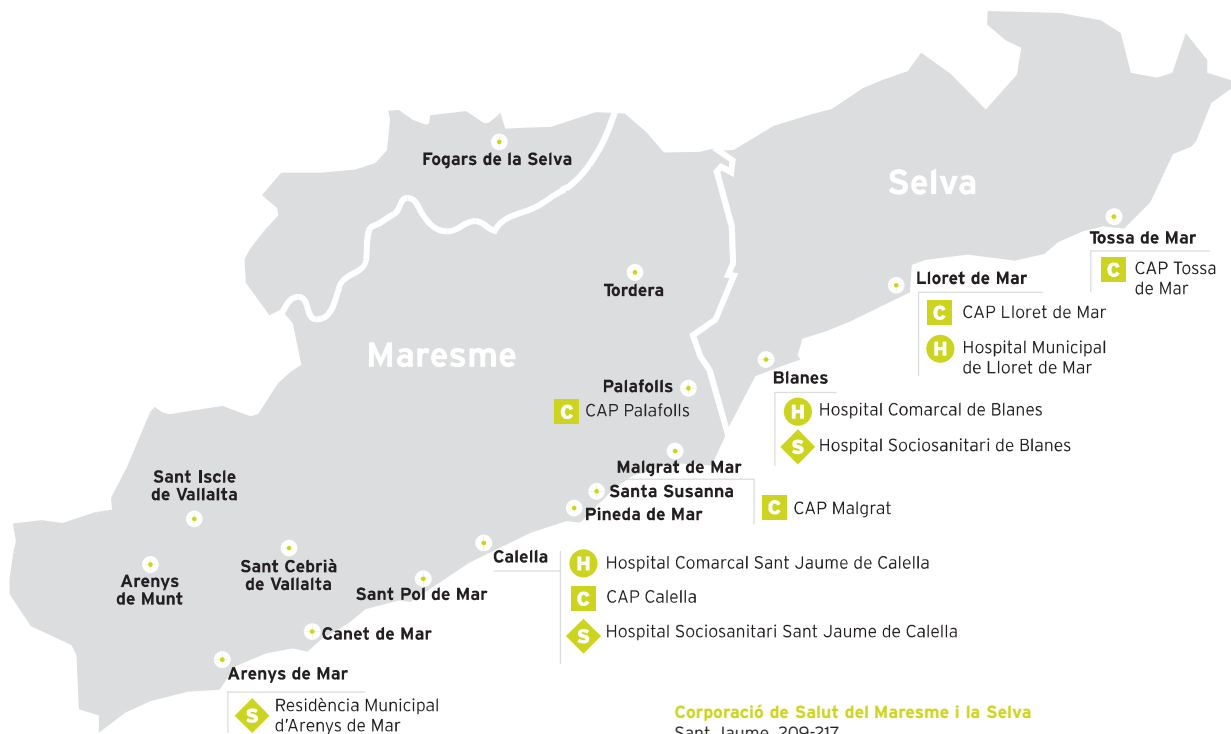 Fogars de la Selva
Selva
Tossa de Mar
C CAP Tossa
de Mar
Tordera
Lloret de Mar
C CAP Lloret de Mar
H Hospital Municipal
de Lloret de Mar
Maresme
Palafolls
C CAP Palafolls
Blanes
H Hospital Comarcal de Blanes
S Hospital Sociosanitari de Blanes
Malgrat de Mar
C CAP Malgrat
Santa Susanna
Pineda de Mar
Sant Iscle
de Vallalta
Arenys
de Munt
Sant Cebrià
de Vallalta
Sant Pol de Mar
Calella
H Hospital Comarcal Sant Jaume de Calella
C CAP Calella
S Hospital Sociosanitari Sant Jaume de Calella
Canet de Mar
Arenys de Mar
S Residència Municipal
d'Arenys de Mar
Corporació de Salut del Maresme i la Selva
Sant Jaume, 209-217